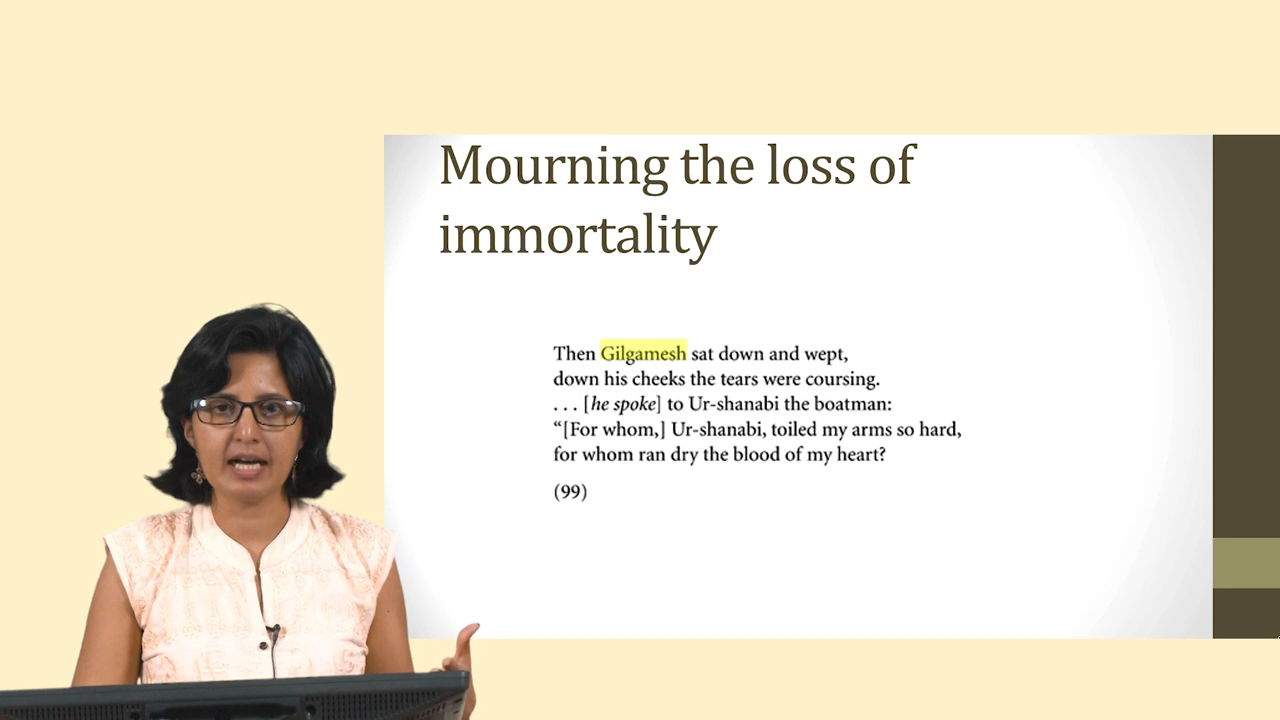 Mourning the loss of
immortality
Then Gilgamesh sat down and wept,
down his cheeks the tears were coursing.
. . . [he spoke] to Ur-shanabi the boatman:
“[For whom,] Ur-shanabi, toiled my arms so hard,
for whom ran dry the blood of my heart?
(99)